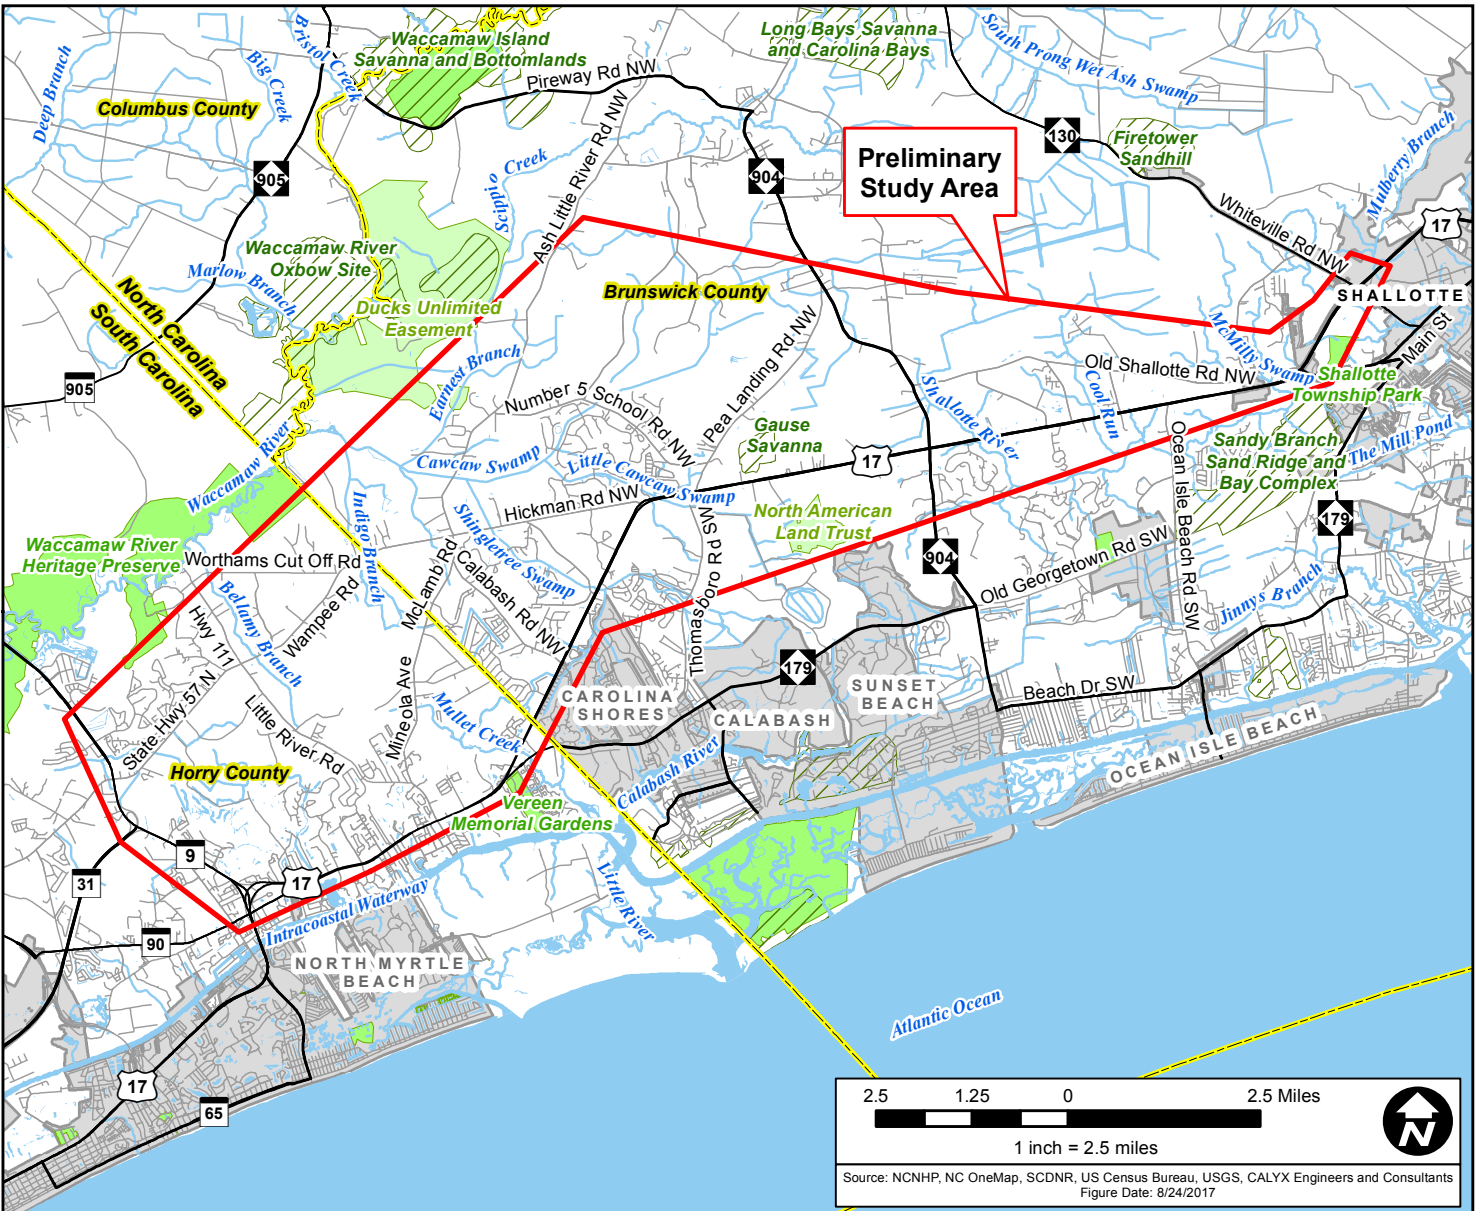 Deep Branch
Big Creek
Bristol Creek
Columbus County
Waccamaw Island
Savanna and Bottomlands
Pireway Rd NW
Long Bays Savanna
and Carolina Bays
South Prong Wet Ash Swamp
130
Firetower
Sandhill
Mulberry Branch
905
Scippio Creek
Ash Little River Rd NW
904
Preliminary
Study Area
Whiteville Rd NW
17
Waccamaw River
Oxbow Site
Marlow Branch
North Carolina
South Carolina
Ducks Unlimited
Easement
Brunswick County
SHALLOTTE
Main St
McMilly Swamp
905
Earnest Branch
Number 5 School Rd NW
Pea Landing Rd NW
Old Shallotte Rd NW
Cool Run
Shallotte River
Shallotte
Township Park
Gause
Savanna
17
Cawcaw Swamp
Little Cawcaw Swamp
Waccamaw River
Hickman Rd NW
Ocean Isle Beach Rd SW
Sandy Branch
Sand Ridge and
Bay Complex
The Mill Pond
179
North American
Land Trust
Waccamaw River
Heritage Preserve
Worthams Cut Off Rd
Indigo Branch
Shingletree Swamp
McLamb Rd
Calabash Rd NW
Thomasboro Rd SW
904
Old Georgetown Rd SW
Jinnys Branch
Hwy 111
Bellamy Branch
Wampee Rd
State Hwy 57 N
Little River Rd
Mineola Ave
Mullet Creek
CAROLINA
SHORES
179
CALABASH
SUNSET
BEACH
Beach Dr SW
OCEAN ISLE BEACH
Horry County
Calabash River
Vereen
Memorial Gardens
9
31
17
90
Intracoastal Waterway
Little River
NORTH MYRTLE
BEACH
Atlantic Ocean
17
65
2.5 1.25 0 2.5 Miles
1 inch = 2.5 miles
N
Source: NCNHP, NC OneMap, SCDNR, US Census Bureau, USGS, CALYX Engineers and Consultants
Figure Date: 8/24/2017